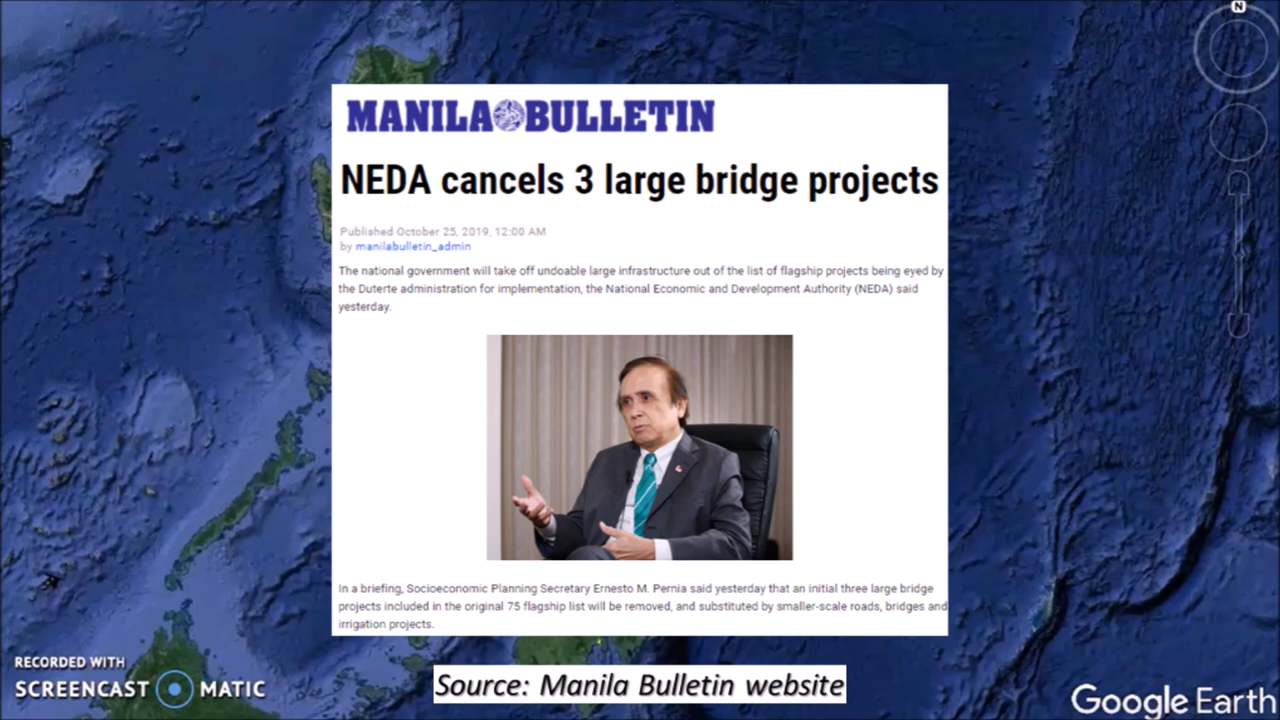 N
MANILA BULLETIN
NEDA cancels 3 large bridge projects
Published October 25, 2019, 12:00 AM
by manilabulletin_admin
The national government will take off undoable large infrastructure out of the list of flagship projects being eyed by
the Duterte administration for implementation, the National Economic and Development Authority (NEDA) said
yesterday.
In a briefing, Socioeconomic Planning Secretary Ernesto M. Pernia said yesterday that an initial three large bridge
projects included in the original 75 flagship list will be removed, and substituted by smaller-scale roads, bridges and
irrigation projects.
RECORDED WITH
SCREENCAST MATIC
Source: Manila Bulletin website
Google Earth